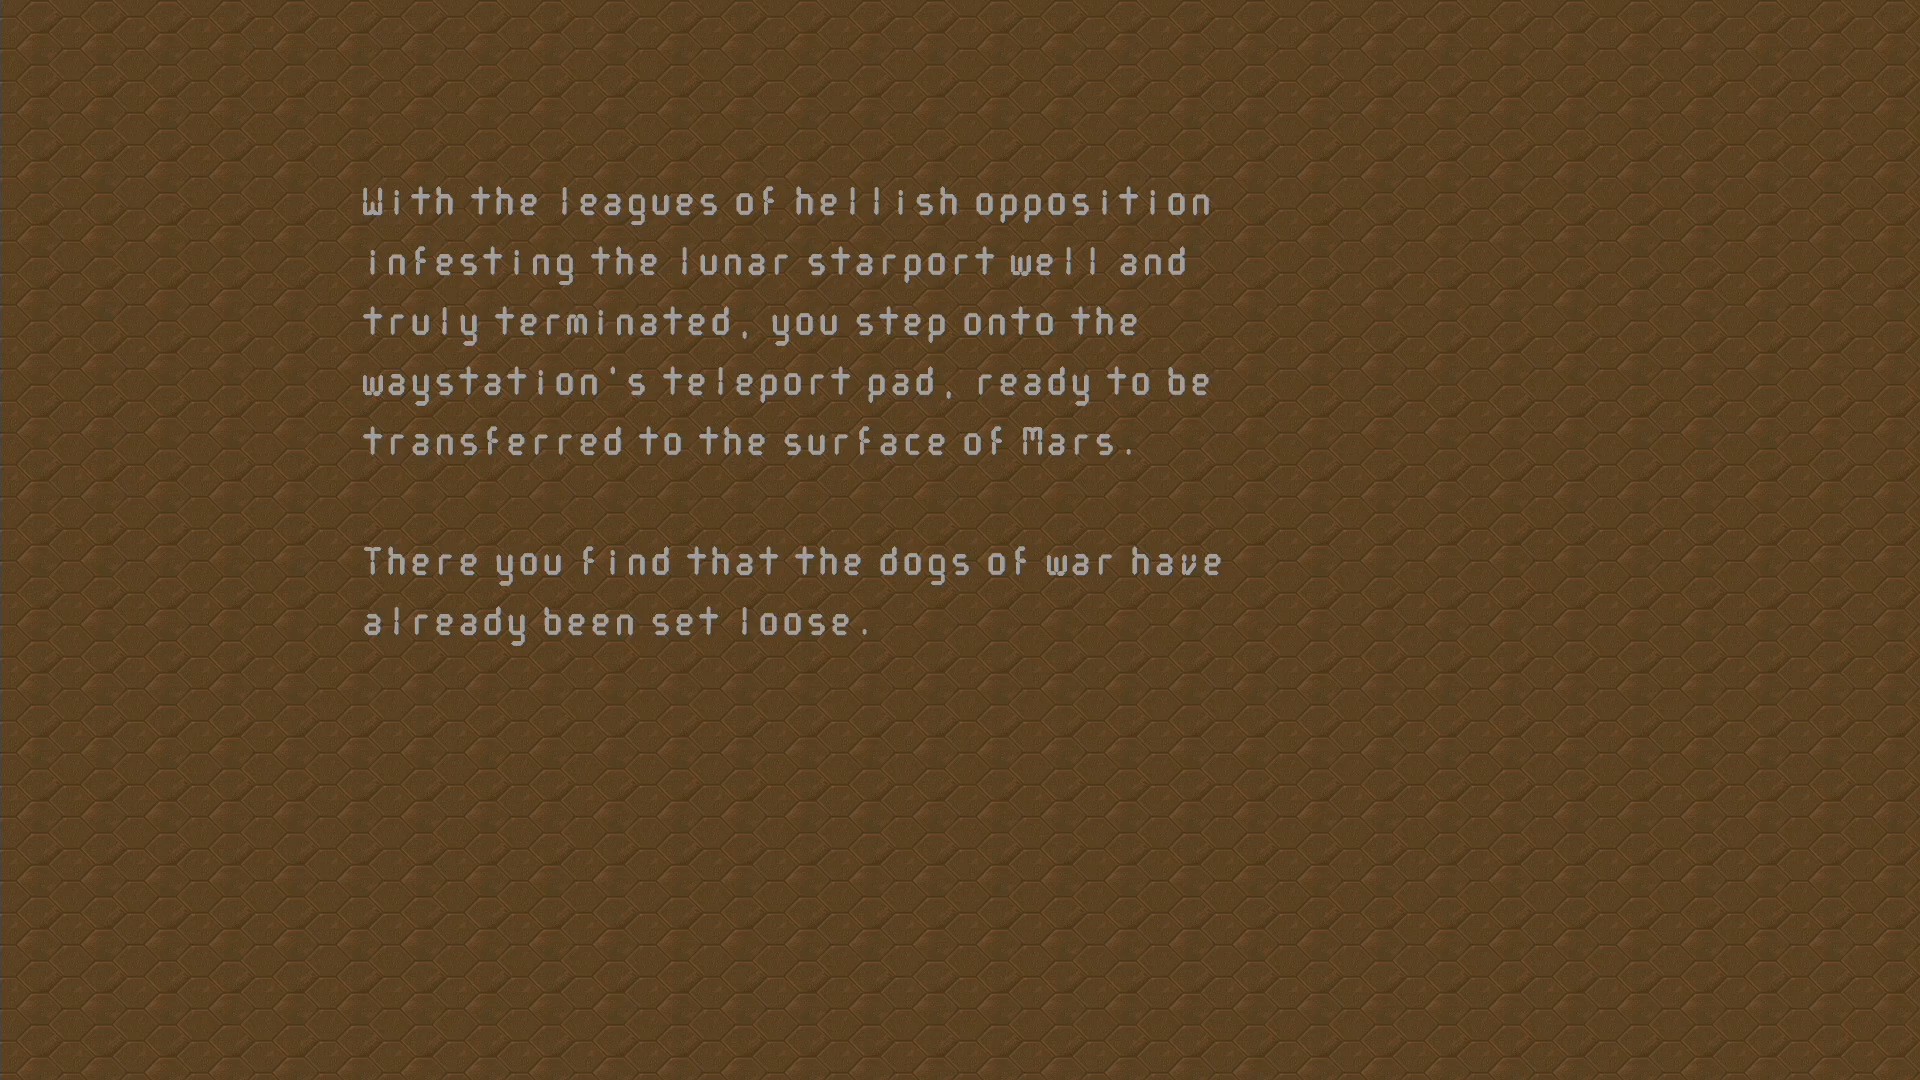 With the leagues of hellish opposition
infesting the lunar starport well and
truly terminated, you step onto the
waystation's teleport pad, ready to be
transferred to the surface of Mars.
There you find that the dogs of war have
already been set loose.